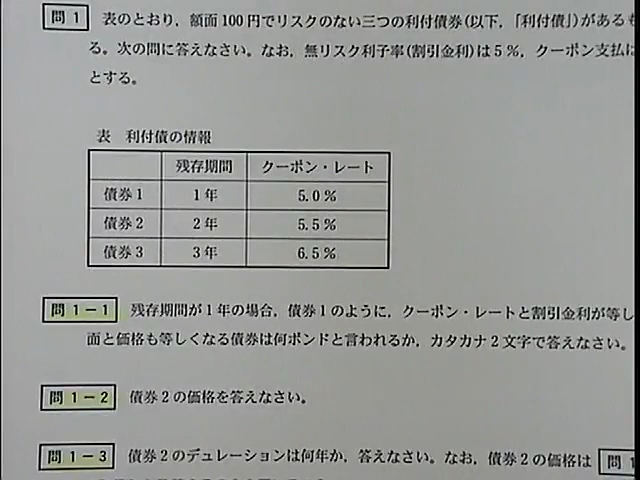 問1 表のとおり，額面100円でリスクのない三つの利付債券(以下，「利付債」)がある
る。次の問に答えなさい。なお，無リスク利子率(割引金利)は5％，クーポン支払
とする。
表 利付債の情報
残存期間 クーポン・レート
債券1 1年 5.0％
債券2 2年 5.5％
債券3 3年 6.5％
問1－1 残存期間が1年の場合，債券1のように，クーポン・レートと割引金利が等し
面と価格も等しくなる債券は何ボンドと言われるか，カタカナ2文字で答えなさい。
問1－2 債券2の価格を答えなさい。
問1－3 債券2のデュレーションは何年か，答えなさい。なお，債券2の価格は 問1